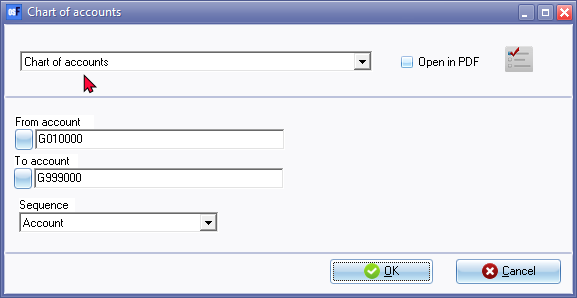 Chart of accounts
Chart of accounts
Open in PDF
From account
G010000
To account
G999000
Sequence
Account
OK
Cancel